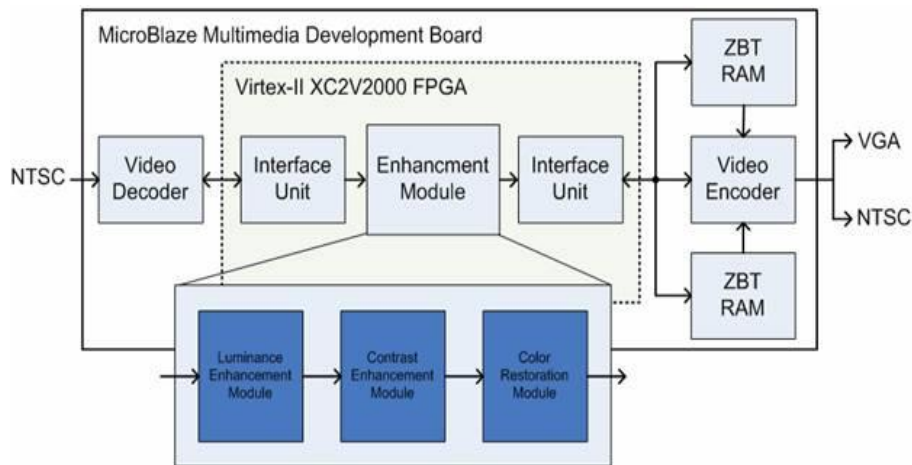 MicroBlaze Multimedia Development Board
Virtex-II XC2V2000 FPGA
ZBT
RAM
NTSC
Video
Decoder
Interface
Unit
Enhancment
Module
Interface
Unit
Video
Encoder
VGA
NTSC
ZBT
RAM
Luminance
Enhancement
Module
Contrast
Enhancement
Module
Color
Restoration
Module